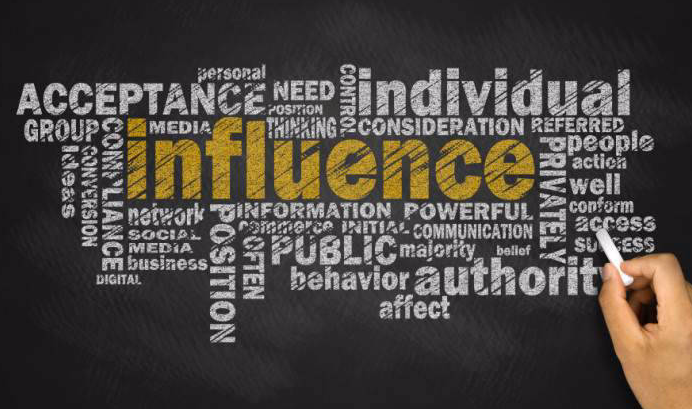 personal
ACCEPTANCE
NEED
POSITION
CONTROL
individual
GROUP
MEDIA
THINKING
CONSIDERATION
REFERRED
ideas
CONVERSION
COMPLIANCE
influence
PRIVATELY
people
action
well
conform
access
network
SOCIAL
MEDIA
business
DIGITAL
POSITION
INFORMATION
POWERFUL
commerce
INITIAL
COMMUNICATION
OFTEN
PUBLIC
majority
belief
behavior
authority
affect